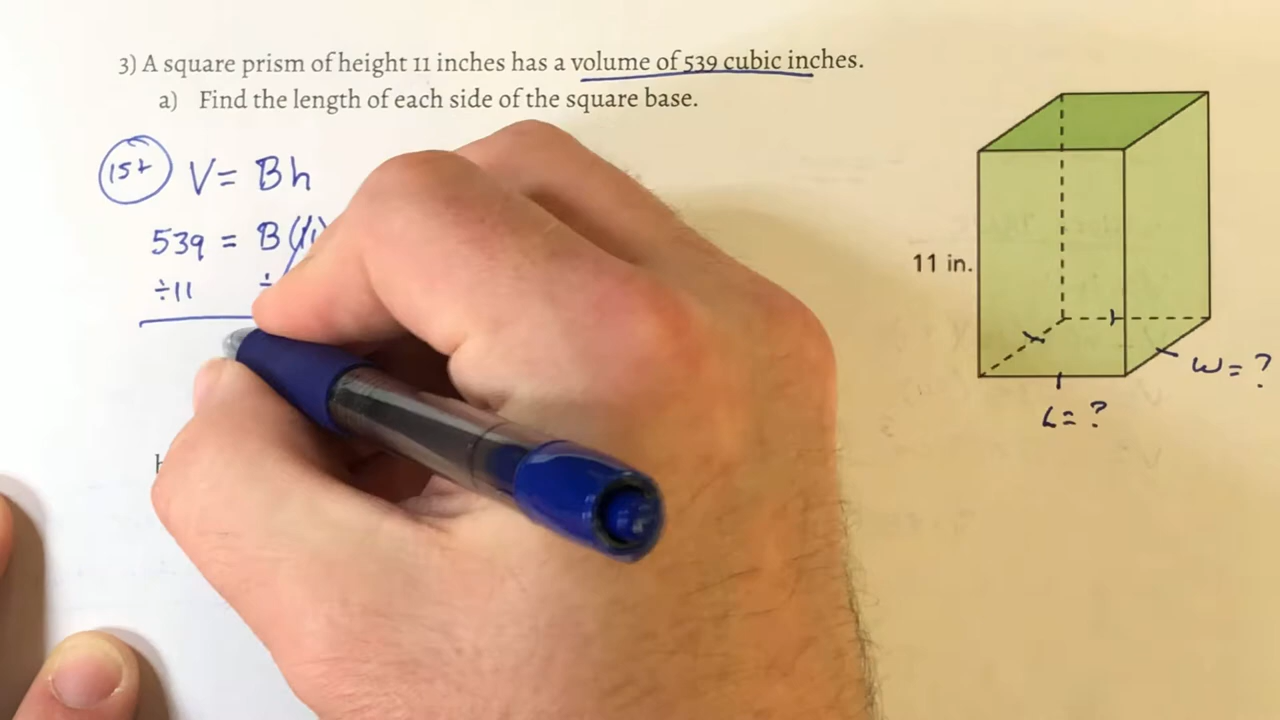 3) A square prism of height 11 inches has a volume of 539 cubic inches.
a) Find the length of each side of the square base.
1st V = Bh
539 = B(11)
÷11 ÷
11 in.
w = ?
L = ?